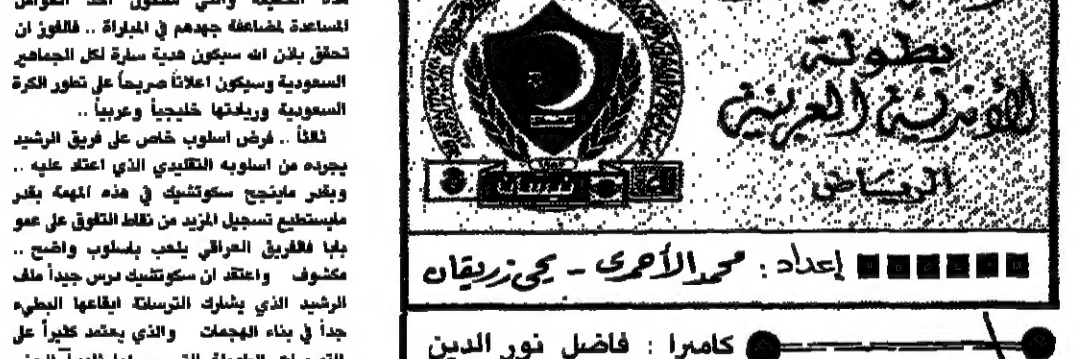 بطولة
الأندية العربية
الرياض
إعداد : محمد الأحمدي - يحيى زريقان
كاميرا : فاضل نور الدين
المساعدة لمضاعفة جهدهم في المباراة .. فالفوز ان
تحقق باذن الله سيكون هدية سارة لكل الجماهير
السعودية وسيكون اعلاناً صريحاً على تطور الكرة
السعودية وريادتها خليجياً وعربياً ..
ثالثاً .. فرض اسلوب خاص على فريق الرشيد
يجرده من اسلوبه التقليدي الذي اعتاد عليه ..
وبقدر ماينجح سكوتشيك في هذه المهمة بقدر
مايستطيع تسجيل المزيد من نقاط التفوق على عمو
بابا فالفريق العراقي يلعب باسلوب واضح ..
مكشوف واعتقد ان سكوتشيك درس جيداً ملف
الرشيد الذي يشارك الترسانة ايقاعها البطيء
جداً في بناء الهجمات والذي يعتمد كثيراً على